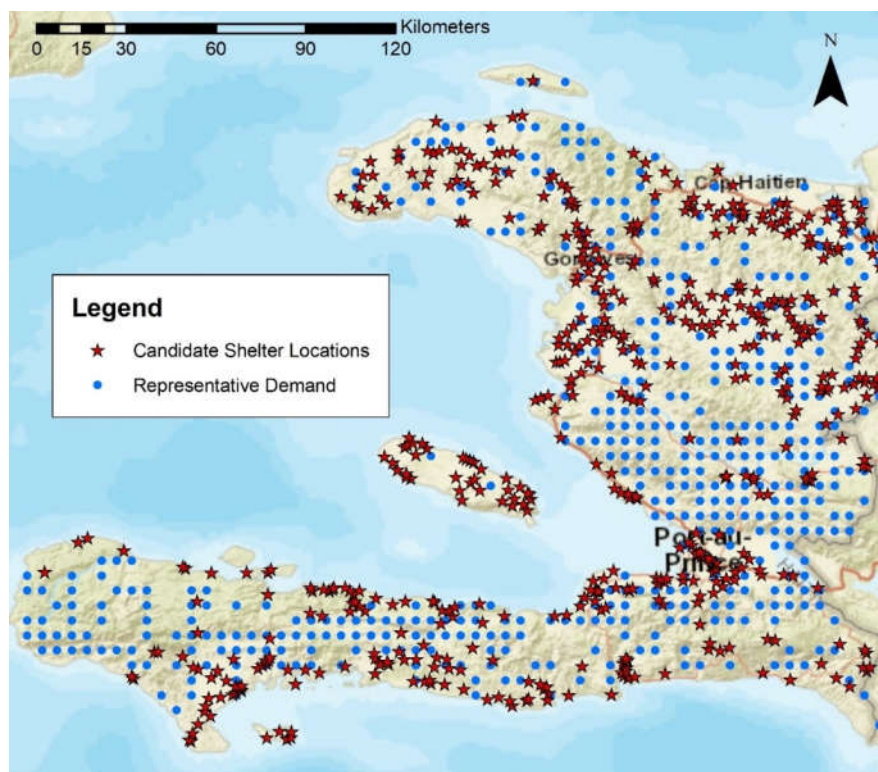 Kilometers
0 15 30 60 90 120
N
Cap-Haitien
Gonaives
Legend
Candidate Shelter Locations
Representative Demand
Port-au-
Prince